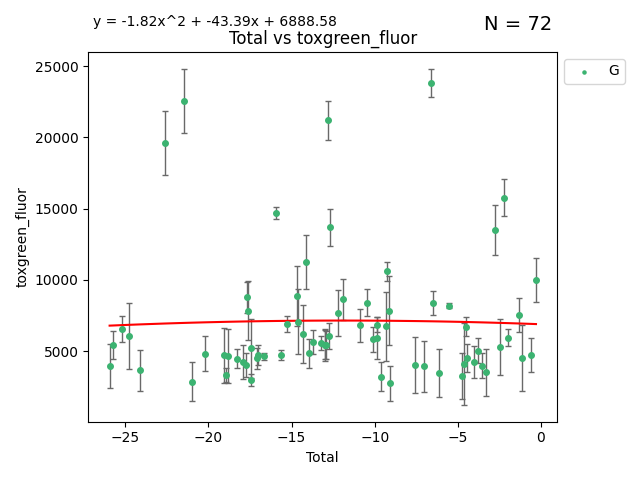 y = -1.82x^2 + -43.39x + 6888.58
N = 72
Total vs toxgreen_fluor
G
25000
20000
15000
10000
5000
toxgreen_fluor
−25 −20 −15 −10 −5 0
Total